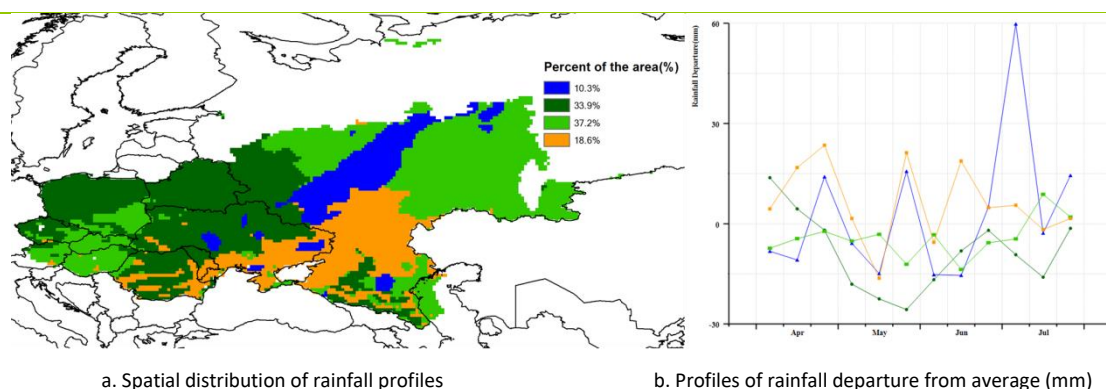 Percent of the area(%)
10.3%
33.9%
37.2%
18.6%
Rainfall Departure(mm)
60
30
0
-30
Apr
May
Jun
Jul
a. Spatial distribution of rainfall profiles
b. Profiles of rainfall departure from average (mm)